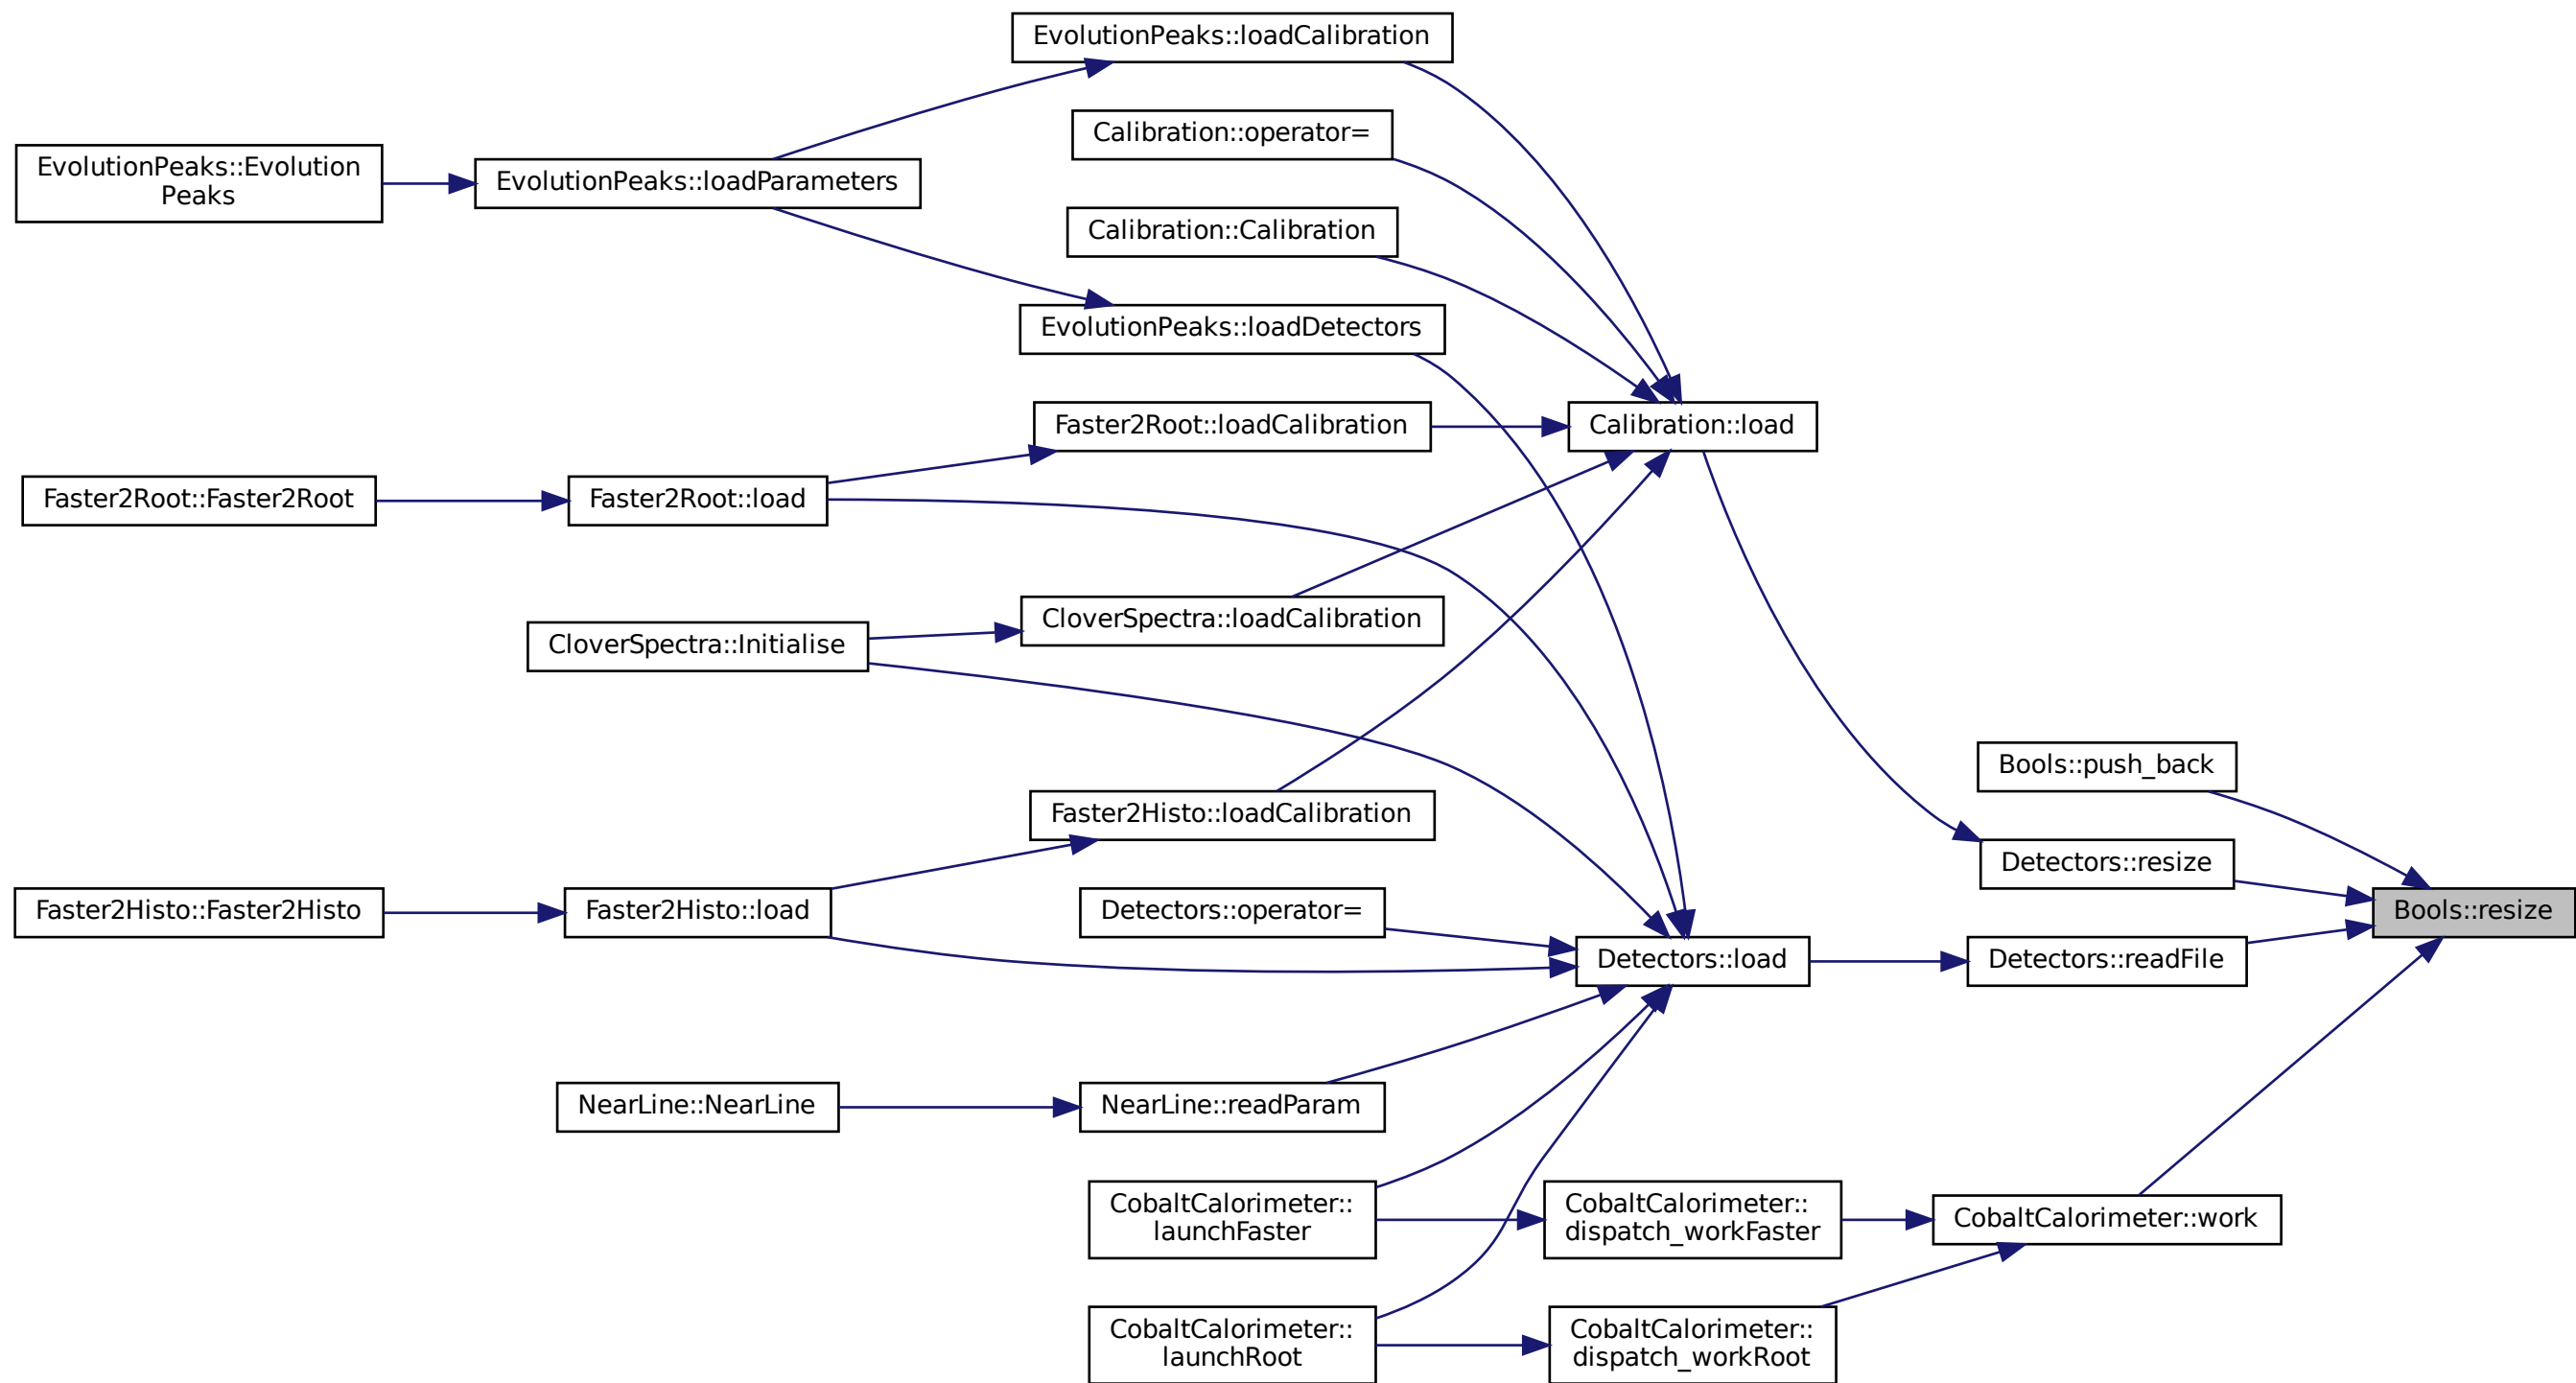 EvolutionPeaks::loadCalibration
Calibration::operator=
EvolutionPeaks::Evolution
Peaks
EvolutionPeaks::loadParameters
Calibration::Calibration
EvolutionPeaks::loadDetectors
Faster2Root::loadCalibration
Calibration::load
Faster2Root::Faster2Root
Faster2Root::load
CloverSpectra::loadCalibration
CloverSpectra::Initialise
Bools::push_back
Faster2Histo::loadCalibration
Detectors::resize
Faster2Histo::Faster2Histo
Faster2Histo::load
Detectors::operator=
Bools::resize
Detectors::load
Detectors::readFile
NearLine::NearLine
NearLine::readParam
CobaltCalorimeter::
launchFaster
CobaltCalorimeter::
dispatch_workFaster
CobaltCalorimeter::work
CobaltCalorimeter::
launchRoot
CobaltCalorimeter::
dispatch_workRoot